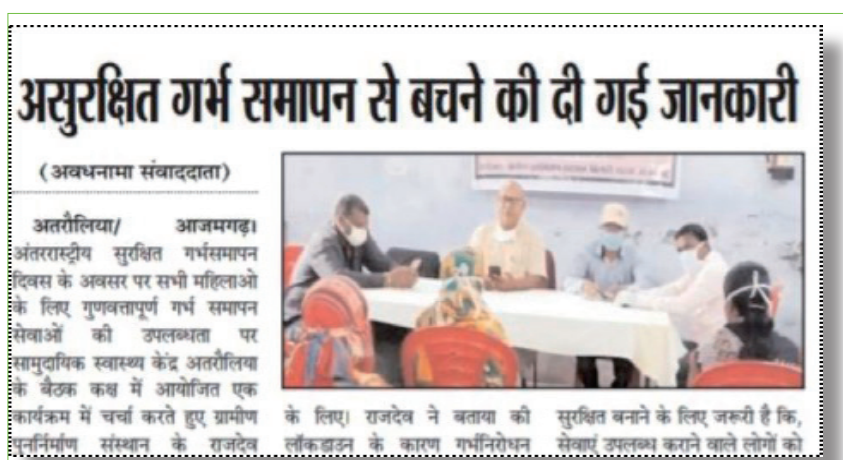 असुरक्षित गर्भ समापन से बचने की दी गई जानकारी
(अवधनामा संवाददाता)
अतरौलिया/ आजमगढ़।
अंतरराष्ट्रीय सुरक्षित गर्भसमापन
दिवस के अवसर पर सभी महिलाओ
के लिए गुणवत्तापूर्ण गर्भ समापन
सेवाओं की उपलब्धता पर
सामुदायिक स्वास्थ्य केंद्र अतरौलिया
के बैठक कक्ष में आयोजित एक
कार्यक्रम में चर्चा करते हुए ग्रामीण
पुनर्निर्माण संस्थान के राजदेव
के लिए। राजदेव ने बताया की
लॉकडाउन के कारण गर्भनिरोधन
सुरक्षित बनाने के लिए जरूरी है कि,
सेवाएं उपलब्ध कराने वाले लोगों को